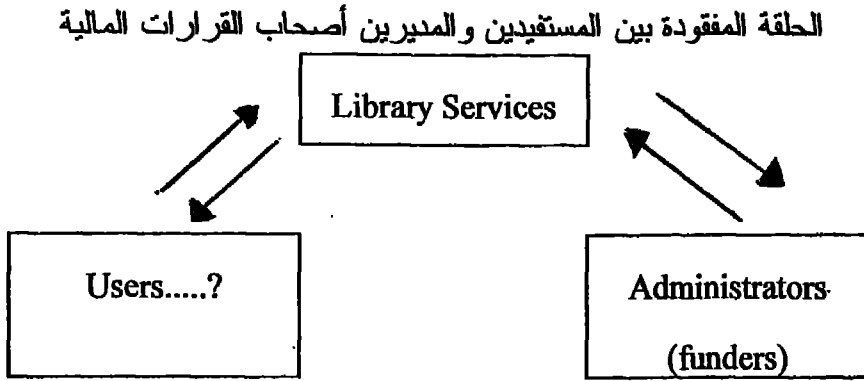 الحلقة المفقودة بين المستفيدين والمديرين أصحاب القرارات المالية
Library Services
Users.....?
Administrators
(funders)